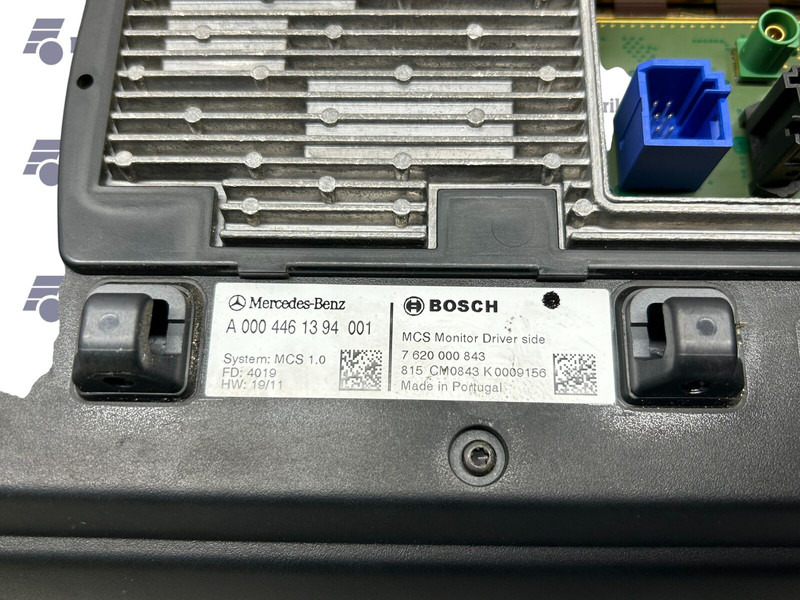 Mercedes-Benz
A 000 446 13 94 001
System: MCS 1.0
FD: 4019
HW: 19/11
BOSCH
MCS Monitor Driver side
7 620 000 843
815 CM0843 K 0009156
Made in Portugal